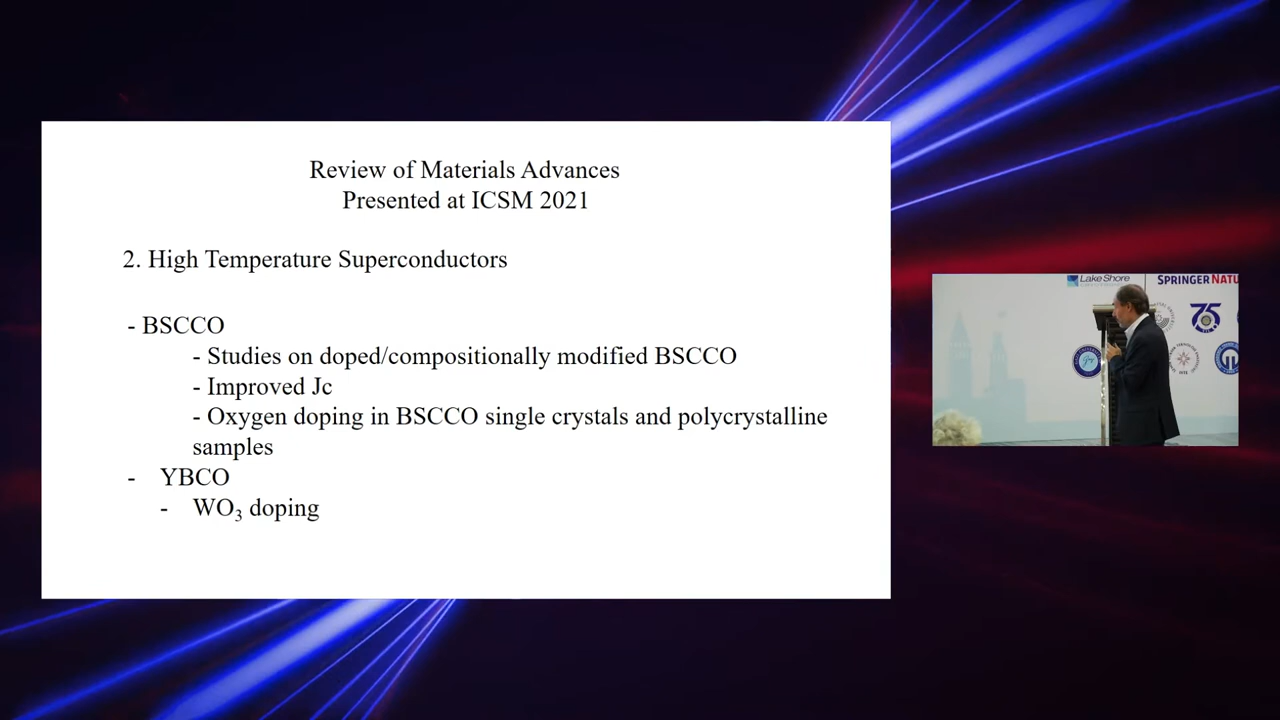 Review of Materials Advances
Presented at ICSM 2021
2. High Temperature Superconductors
- BSCCO
- Studies on doped/compositionally modified BSCCO
- Improved Jc
- Oxygen doping in BSCCO single crystals and polycrystalline
samples
- YBCO
- WO₃ doping
Lake Shore
SPRINGER NATU
75